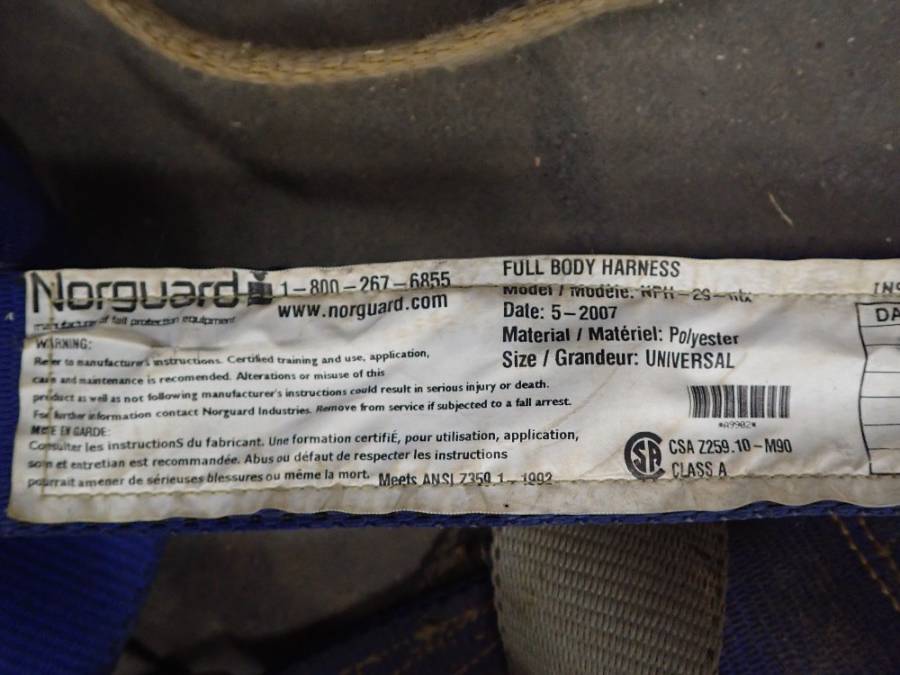 Norguard 1-800-267-6855
manufacturer of fall protection equipment
www.norguard.com
WARNING:
Refer to manufacturer's instructions. Certified training and use, application,
care and maintenance is recomended. Alterations or misuse of this
product as well as not following manufacturer's instructions could result in serious injury or death.
For further information contact Norguard Industries. Remove from service if subjected to a fall arrest.
MISE EN GARDE:
Consulter les instructionS du fabricant. Une formation certifiÉ, pour utilisation, application,
soin et entretian est recommandée. Abus ou défaut de respecter les instructions
pourrait amener de sérieuses blessures ou même la mort. Meets ANSI Z359.1-1992
FULL BODY HARNESS
Model / Modèle:
Date: 5-2007
Material / Matériel: Polyester
Size / Grandeur: UNIVERSAL
*A9902*
CSA Z259.10-M90
CLASS A
INS
DA